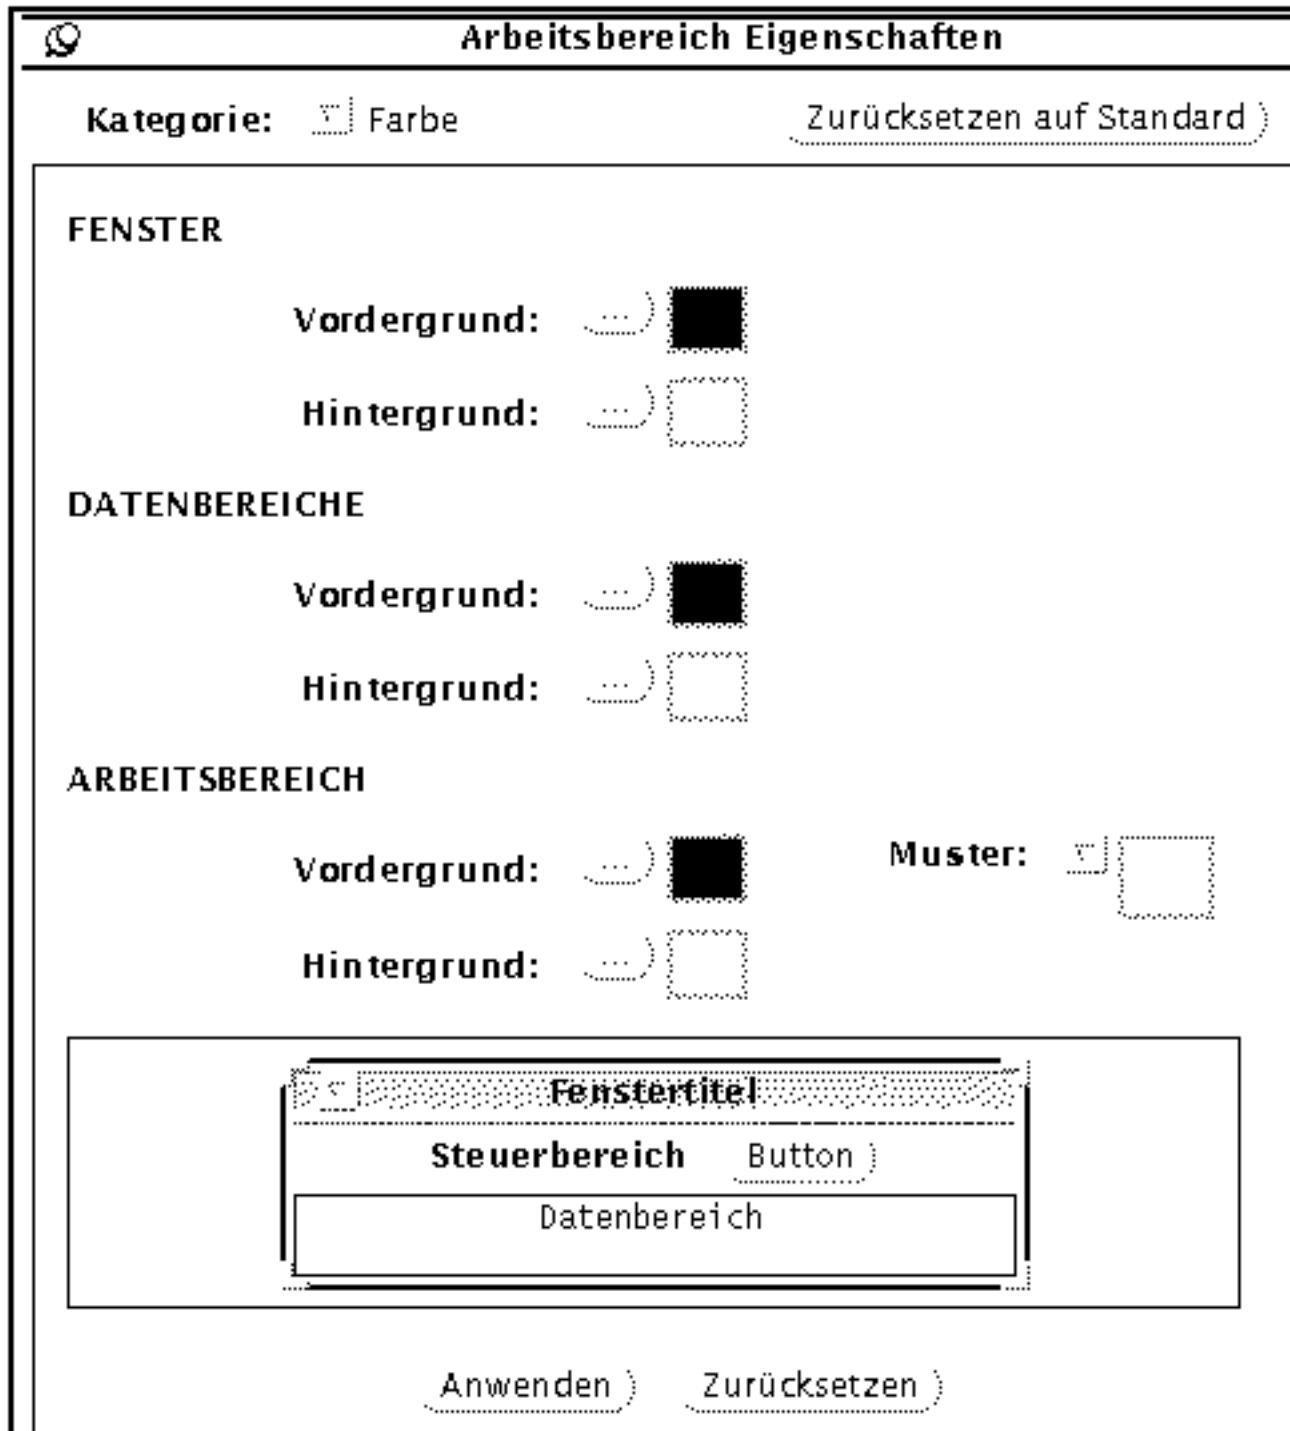 Arbeitsbereich Eigenschaften
Kategorie: Farbe Zurücksetzen auf Standard
FENSTER
Vordergrund: ...
Hintergrund: ...
DATENBEREICHE
Vordergrund: ...
Hintergrund: ...
ARBEITSBEREICH
Vordergrund: ... Muster:
Hintergrund: ...
Fenstertitel
Steuerbereich Button
Datenbereich
Anwenden Zurücksetzen